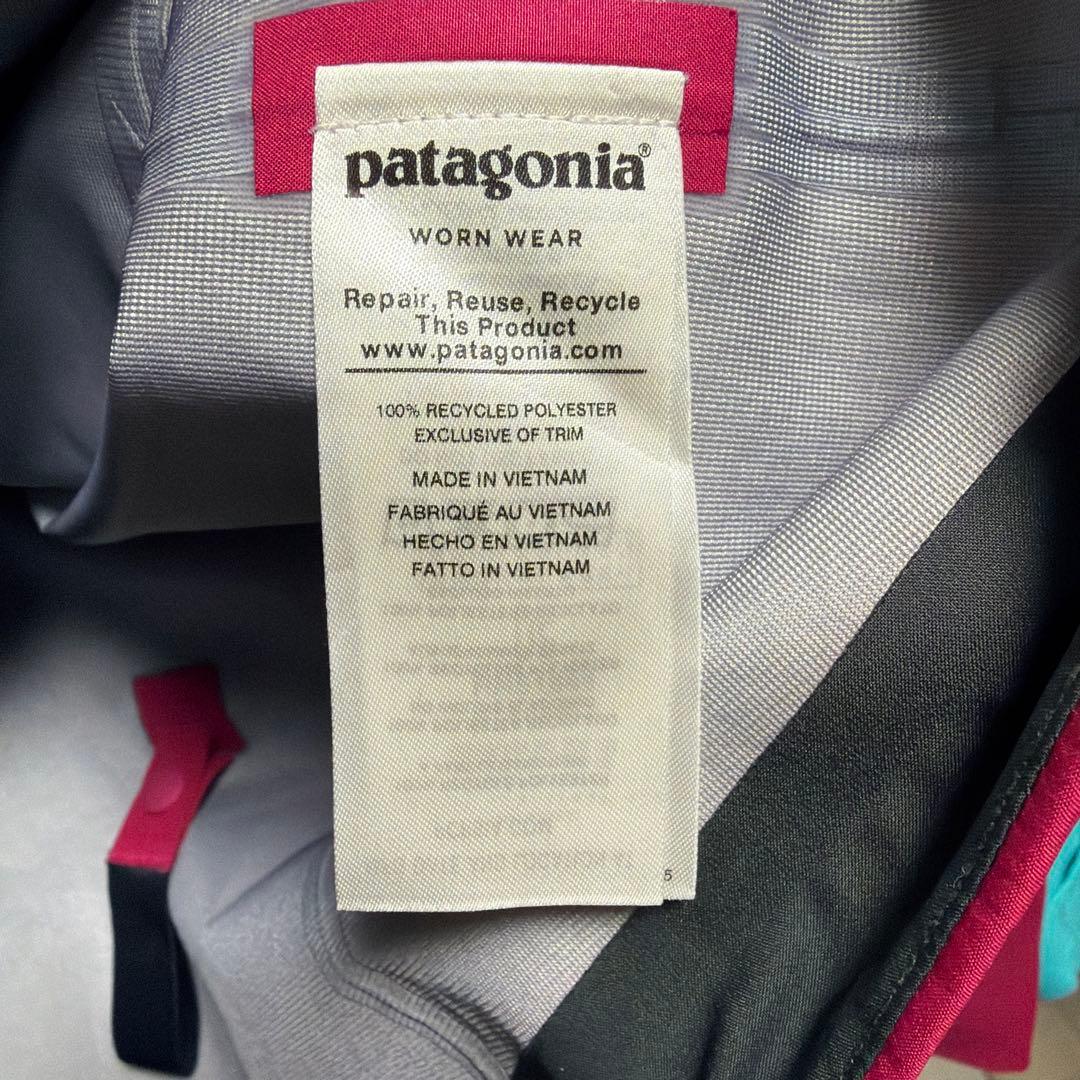 patagonia®
WORN WEAR
Repair, Reuse, Recycle
This Product
www.patagonia.com
100% RECYCLED POLYESTER
EXCLUSIVE OF TRIM
MADE IN VIETNAM
FABRIQUÉ AU VIETNAM
HECHO EN VIETNAM
FATTO IN VIETNAM